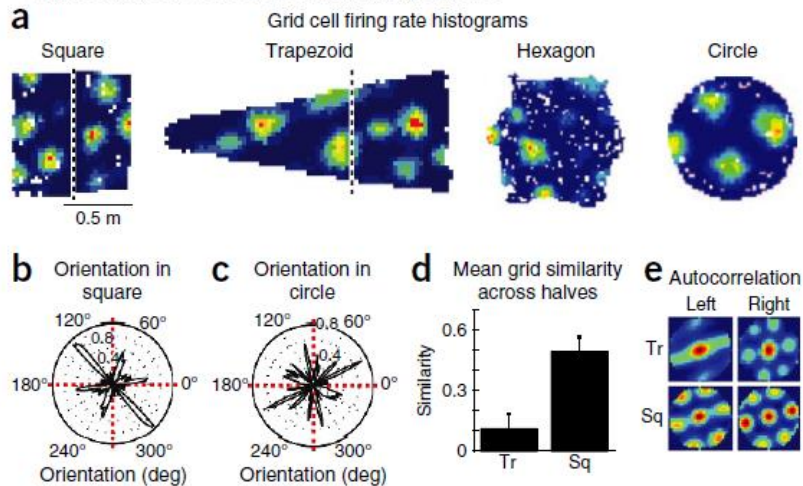 a
Grid cell firing rate histograms
Square Trapezoid Hexagon Circle
0.5 m
b Orientation in square
120° 60°
0.8
0.4
180° 0°
240° 300°
Orientation (deg)
c Orientation in circle
120° 60°
0.8
0.4
180° 0°
240° 300°
Orientation (deg)
d Mean grid similarity across halves
Similarity
0.6
0.3
0
Tr Sq
e Autocorrelation
Left Right
Tr
Sq